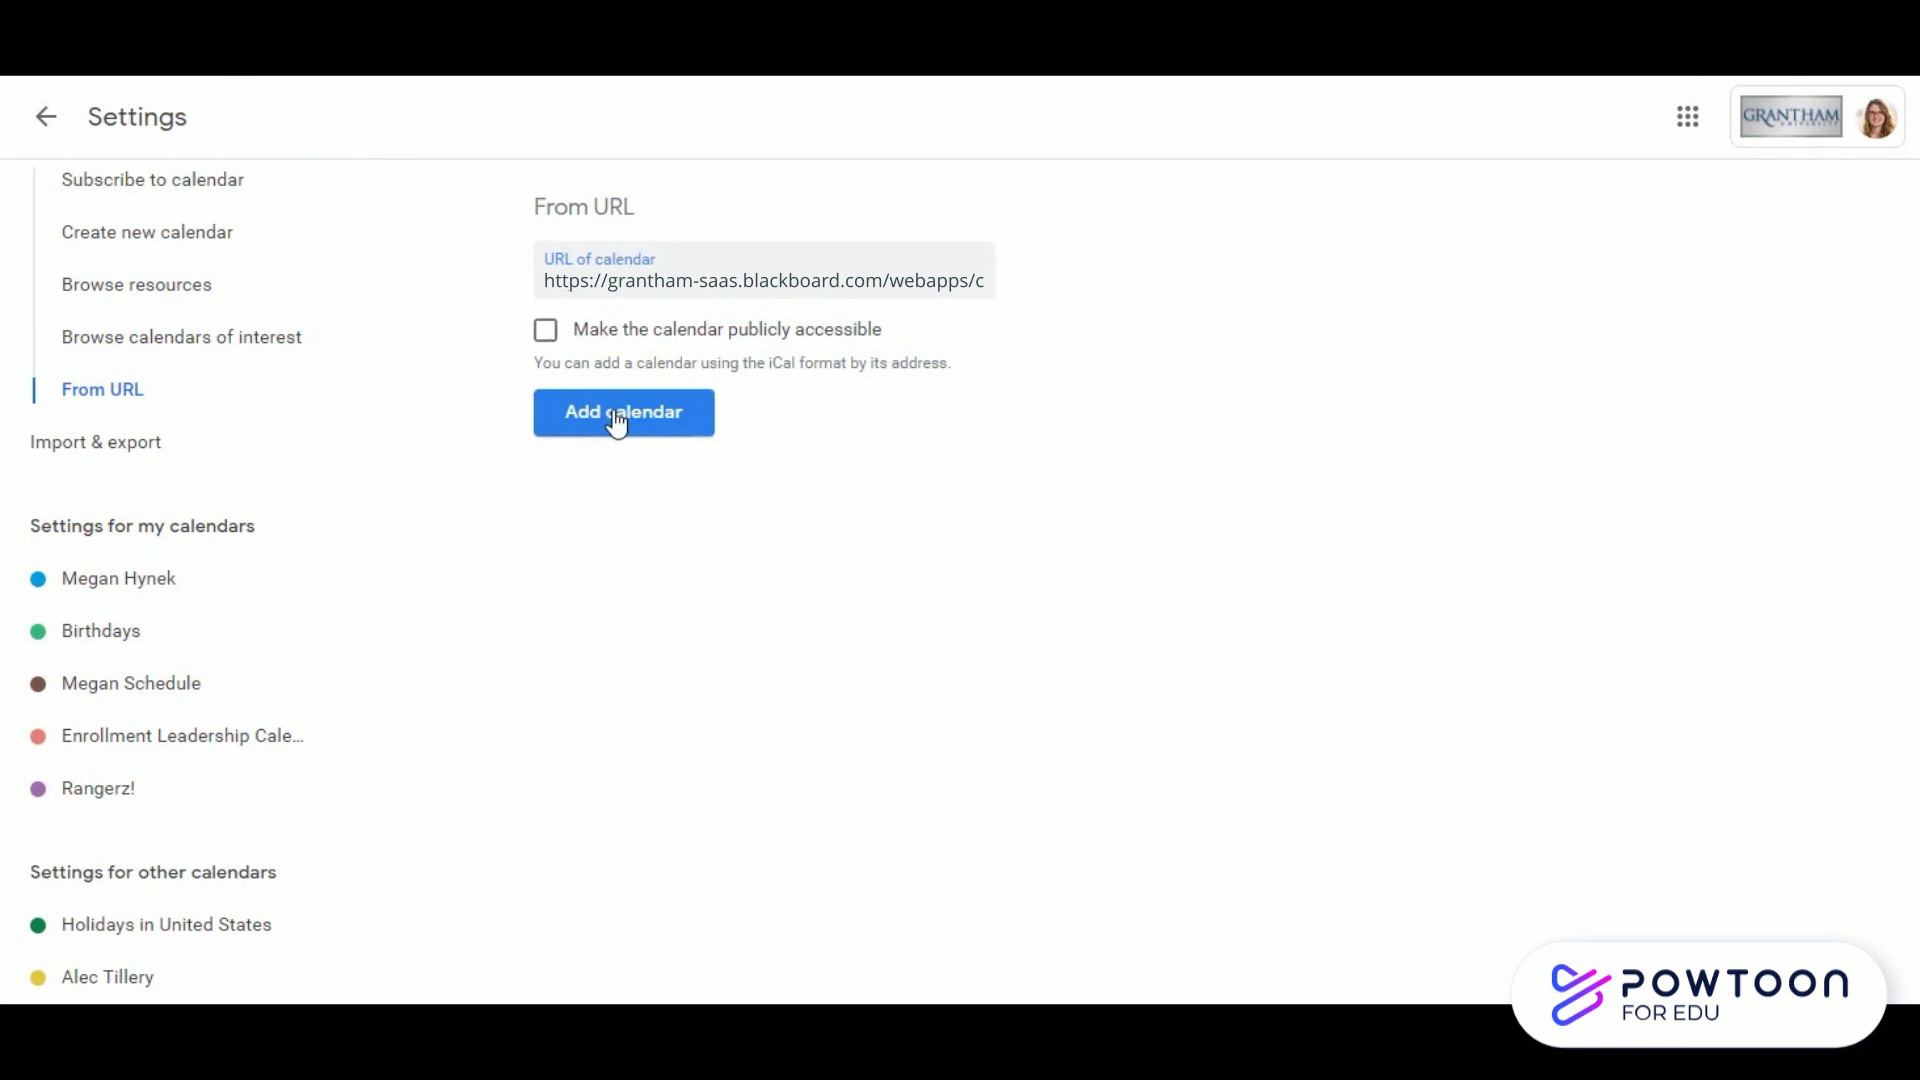 Settings
GRANTHAM
Subscribe to calendar
Create new calendar
Browse resources
Browse calendars of interest
From URL
Import & export
Settings for my calendars
Megan Hynek
Birthdays
Megan Schedule
Enrollment Leadership Cale...
Rangerz!
Settings for other calendars
Holidays in United States
Alec Tillery
From URL
URL of calendar
https://grantham-saas.blackboard.com/webapps/c
Make the calendar publicly accessible
You can add a calendar using the iCal format by its address.
Add calendar
POWTOON
FOR EDU